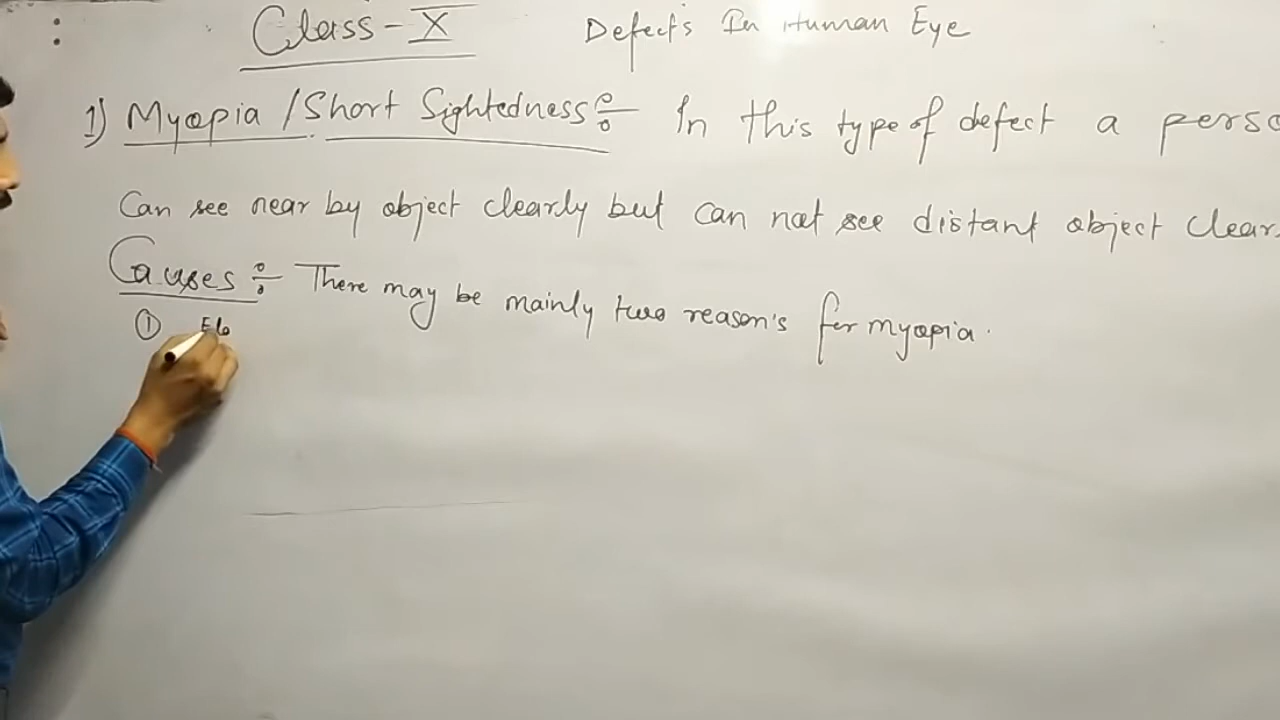 Class - X Defects In Human Eye
1) Myopia / Short Sightedness :- In this type of defect a perso
Can see near by object clearly but can not see distant object clear
Causes :- There may be mainly two reason's for myopia.
① Elo